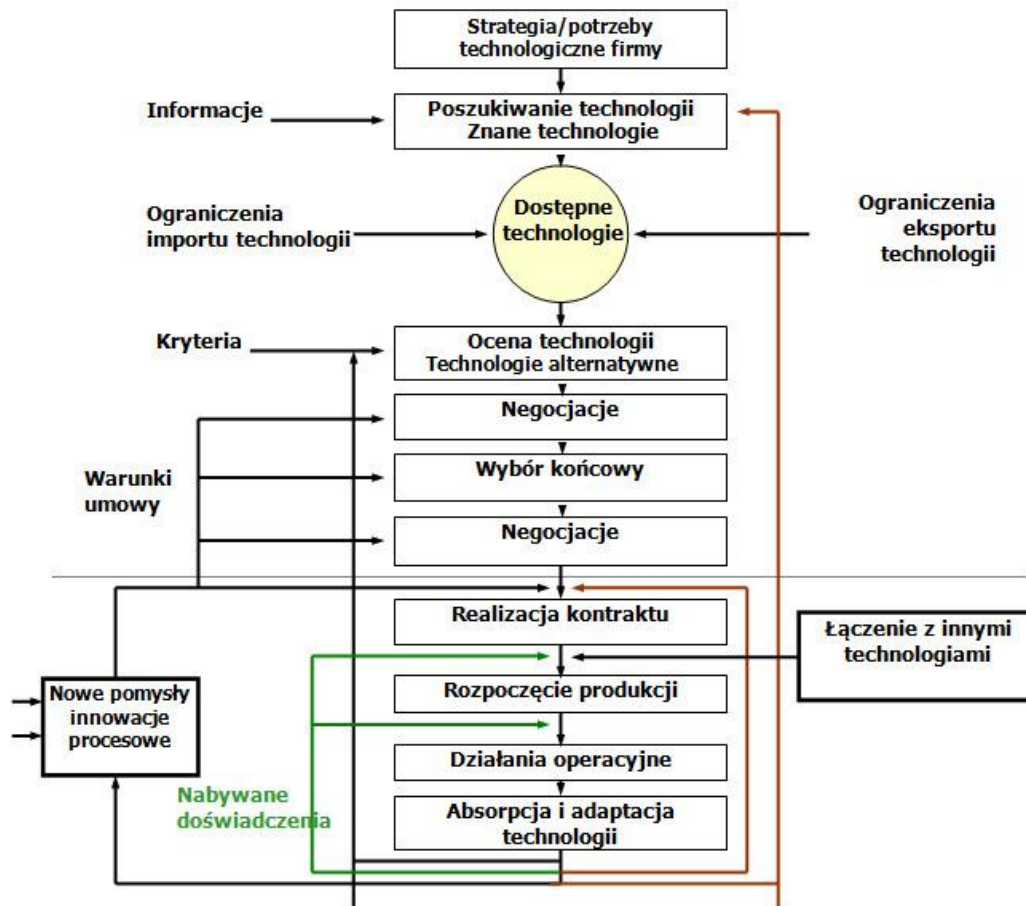 Strategia/potrzeby
technologiczne firmy
Informacje
Poszukiwanie technologii
Znane technologie
Ograniczenia
importu technologii
Dostępne
technologie
Ograniczenia
eksportu
technologii
Kryteria
Ocena technologii
Technologie alternatywne
Negocjacje
Warunki
umowy
Wybór końcowy
Negocjacje
Realizacja kontraktu
Łączenie z innymi
technologiami
Nowe pomysły
innowacje
procesowe
Rozpoczęcie produkcji
Działania operacyjne
Nabywane
doświadczenia
Absorpcja i adaptacja
technologii